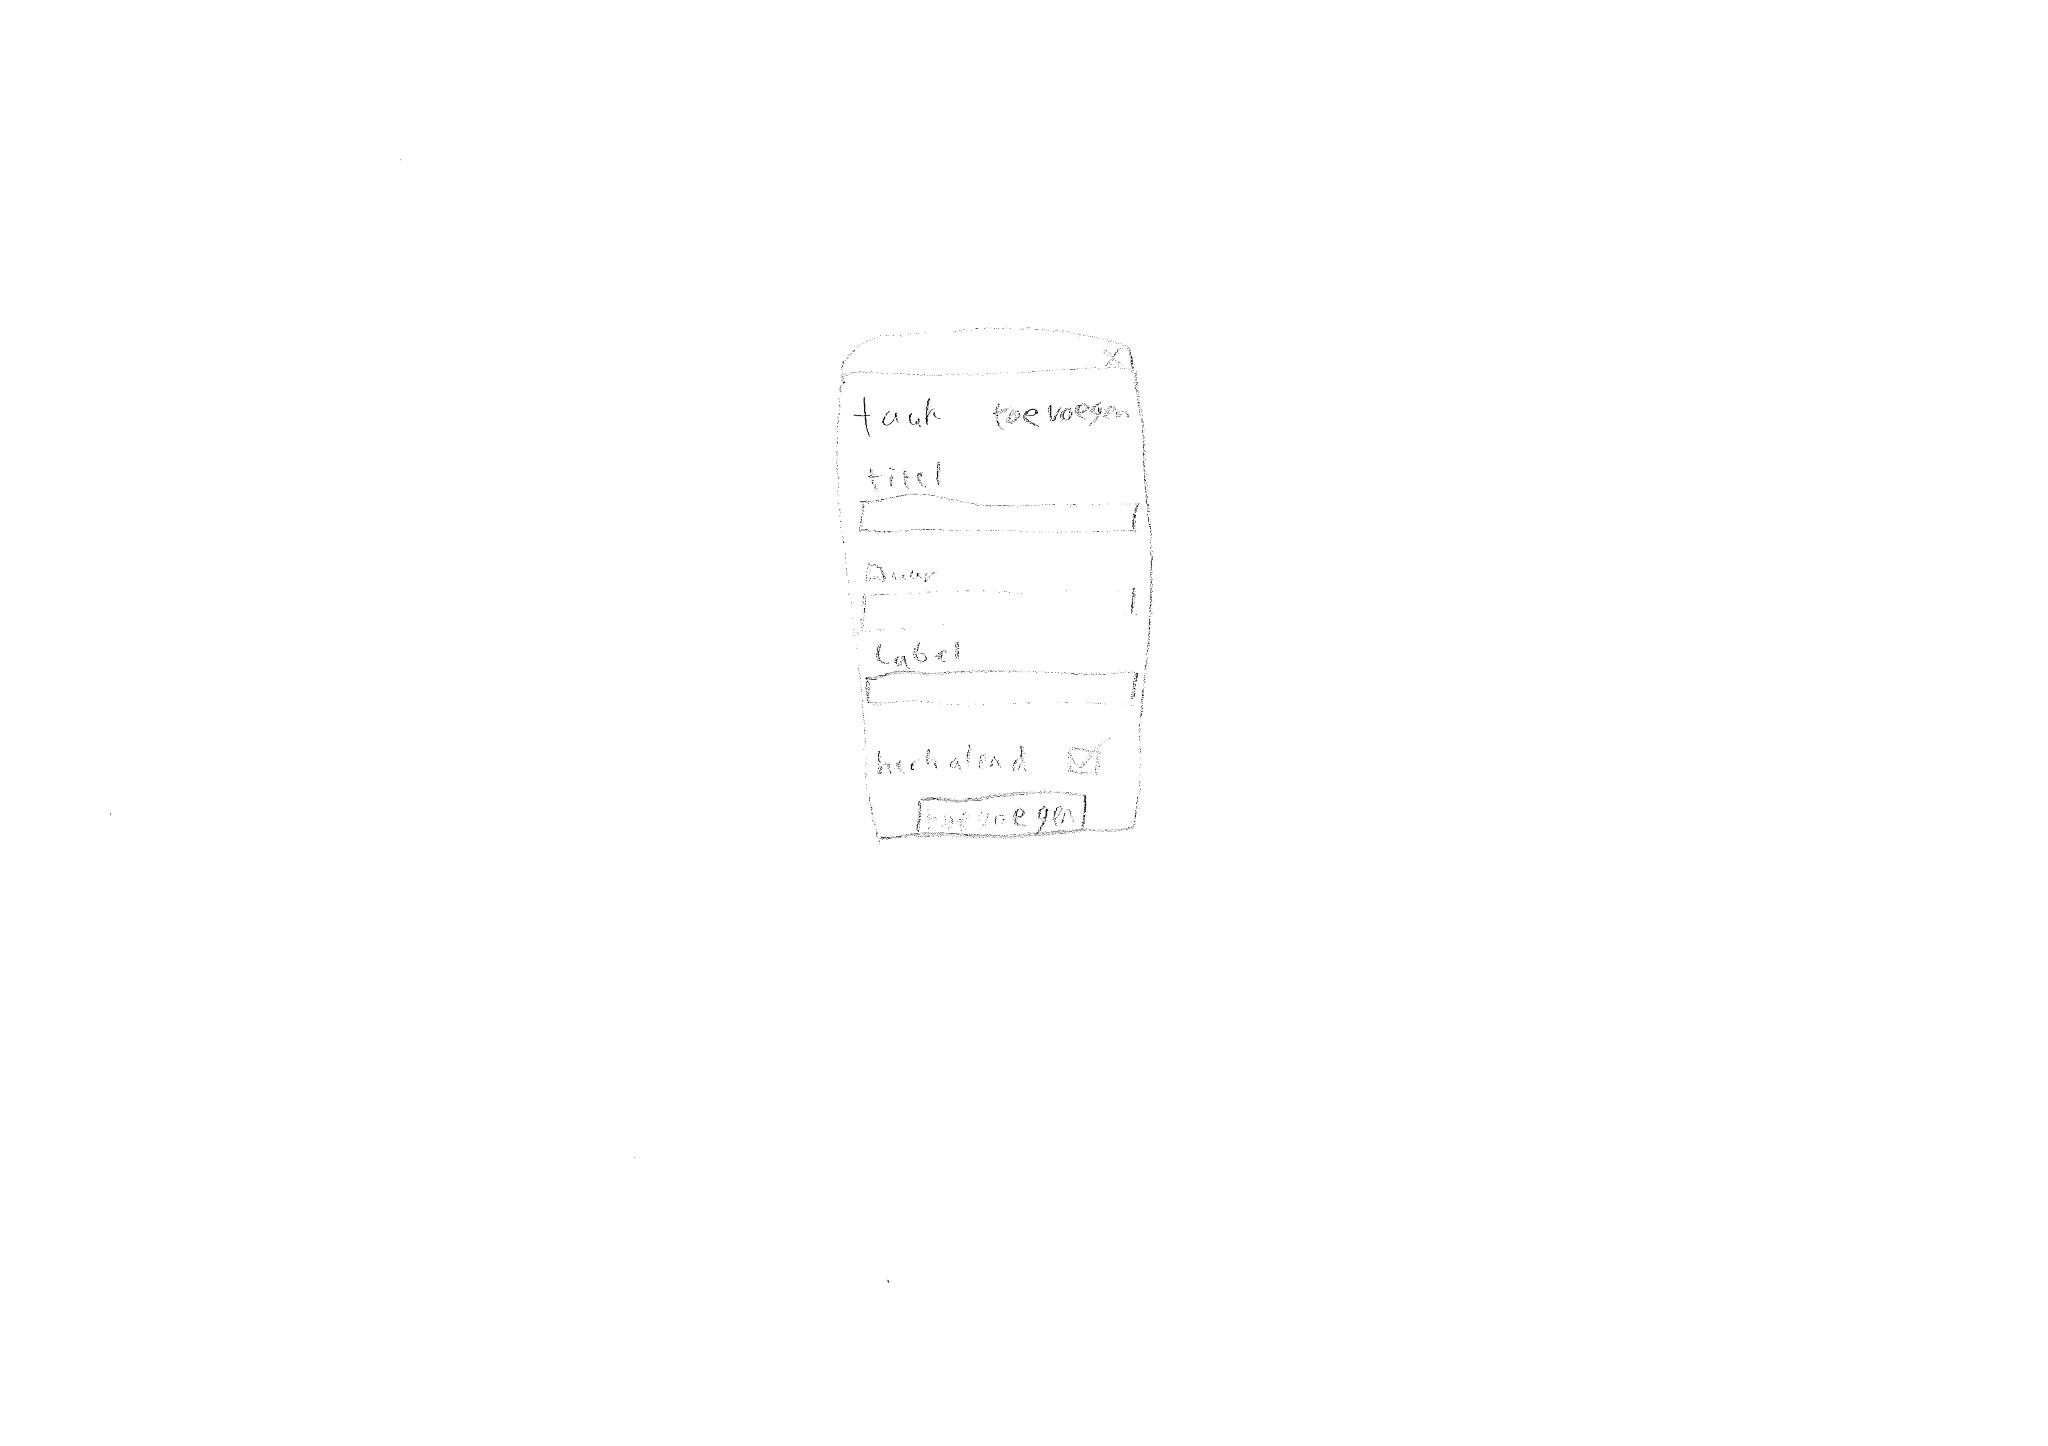 X
taak toevoegen
titel
Duur
Label
herhalend
toevoegen